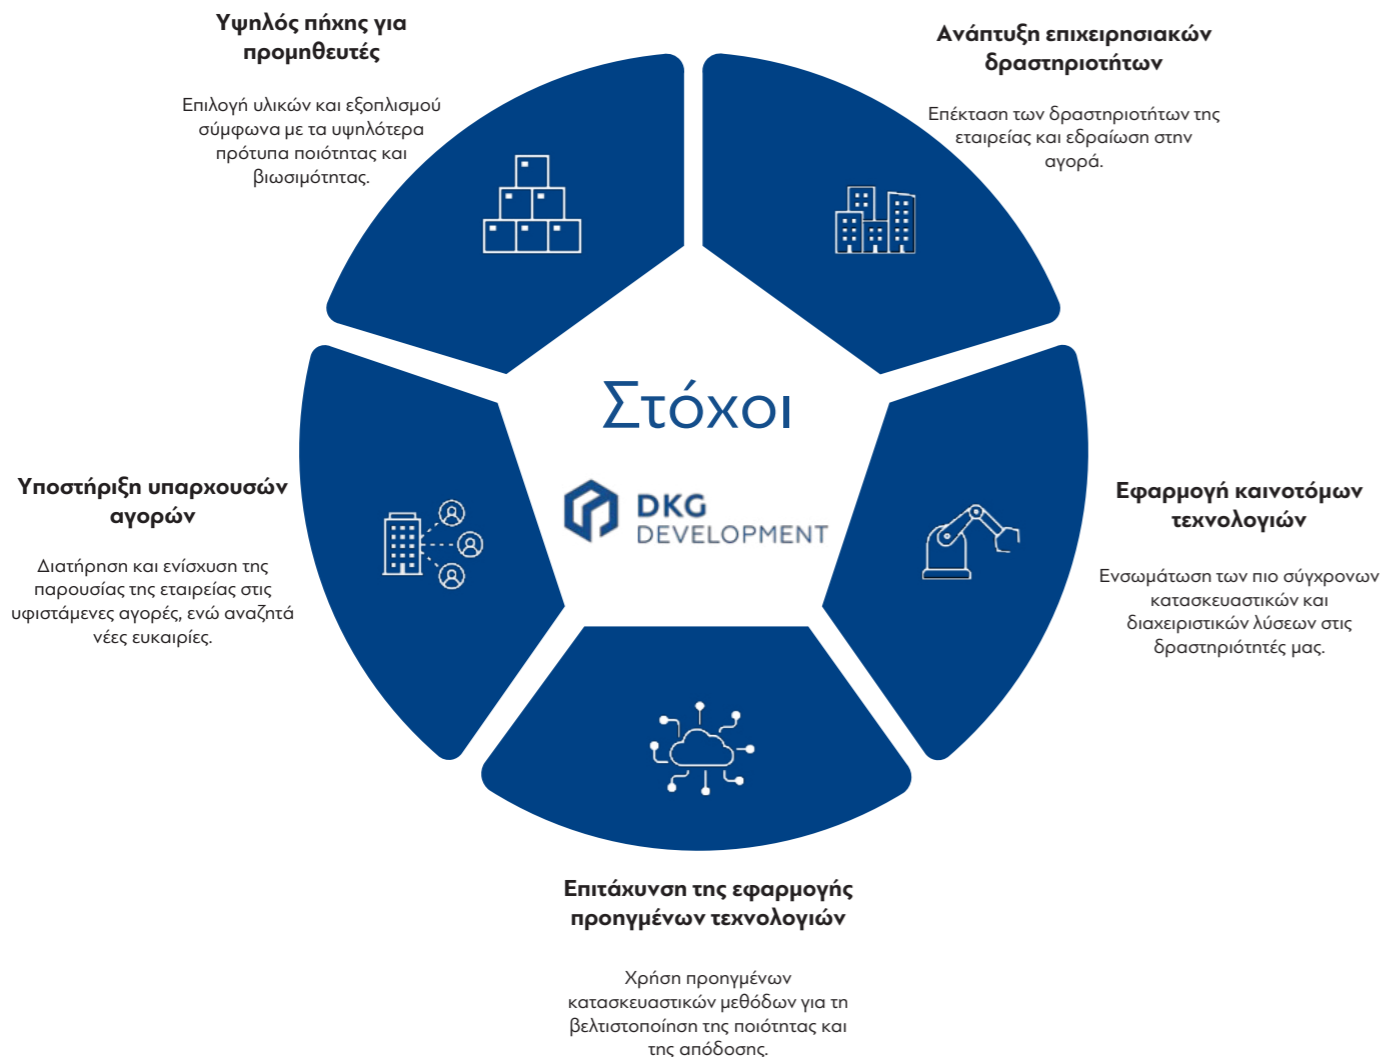 Υψηλός πήχης για
προμηθευτές
Επιλογή υλικών και εξοπλισμού
σύμφωνα με τα υψηλότερα
πρότυπα ποιότητας και
βιωσιμότητας.
Ανάπτυξη επιχειρησιακών
δραστηριοτήτων
Επέκταση των δραστηριοτήτων της
εταιρείας και εδραίωση στην
αγορά.
Στόχοι
DKG
DEVELOPMENT
Υποστήριξη υπαρχουσών
αγορών
Διατήρηση και ενίσχυση της
παρουσίας της εταιρείας στις
υφιστάμενες αγορές, ενώ αναζητά
νέες ευκαιρίες.
Εφαρμογή καινοτόμων
τεχνολογιών
Ενσωμάτωση των πιο σύγχρονων
κατασκευαστικών και
διαχειριστικών λύσεων στις
δραστηριότητές μας.
Επιτάχυνση της εφαρμογής
προηγμένων τεχνολογιών
Χρήση προηγμένων
κατασκευαστικών μεθόδων για τη
βελτιστοποίηση της ποιότητας και
της απόδοσης.